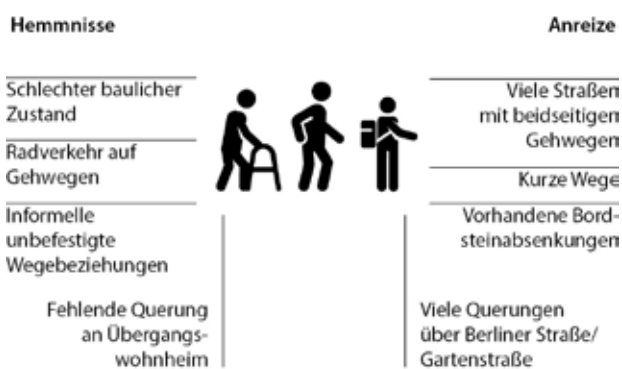 Hemmnisse
Schlechter baulicher
Zustand
Radverkehr auf
Gehwegen
Informelle
unbefestigte
Wegebeziehungen
Fehlende Querung
an Übergangs-
wohnheim
Anreize
Viele Straßen
mit beidseitigen
Gehwegen
Kurze Wege
Vorhandene Bord-
steinabsenkungen
Viele Querungen
über Berliner Straße/
Gartenstraße